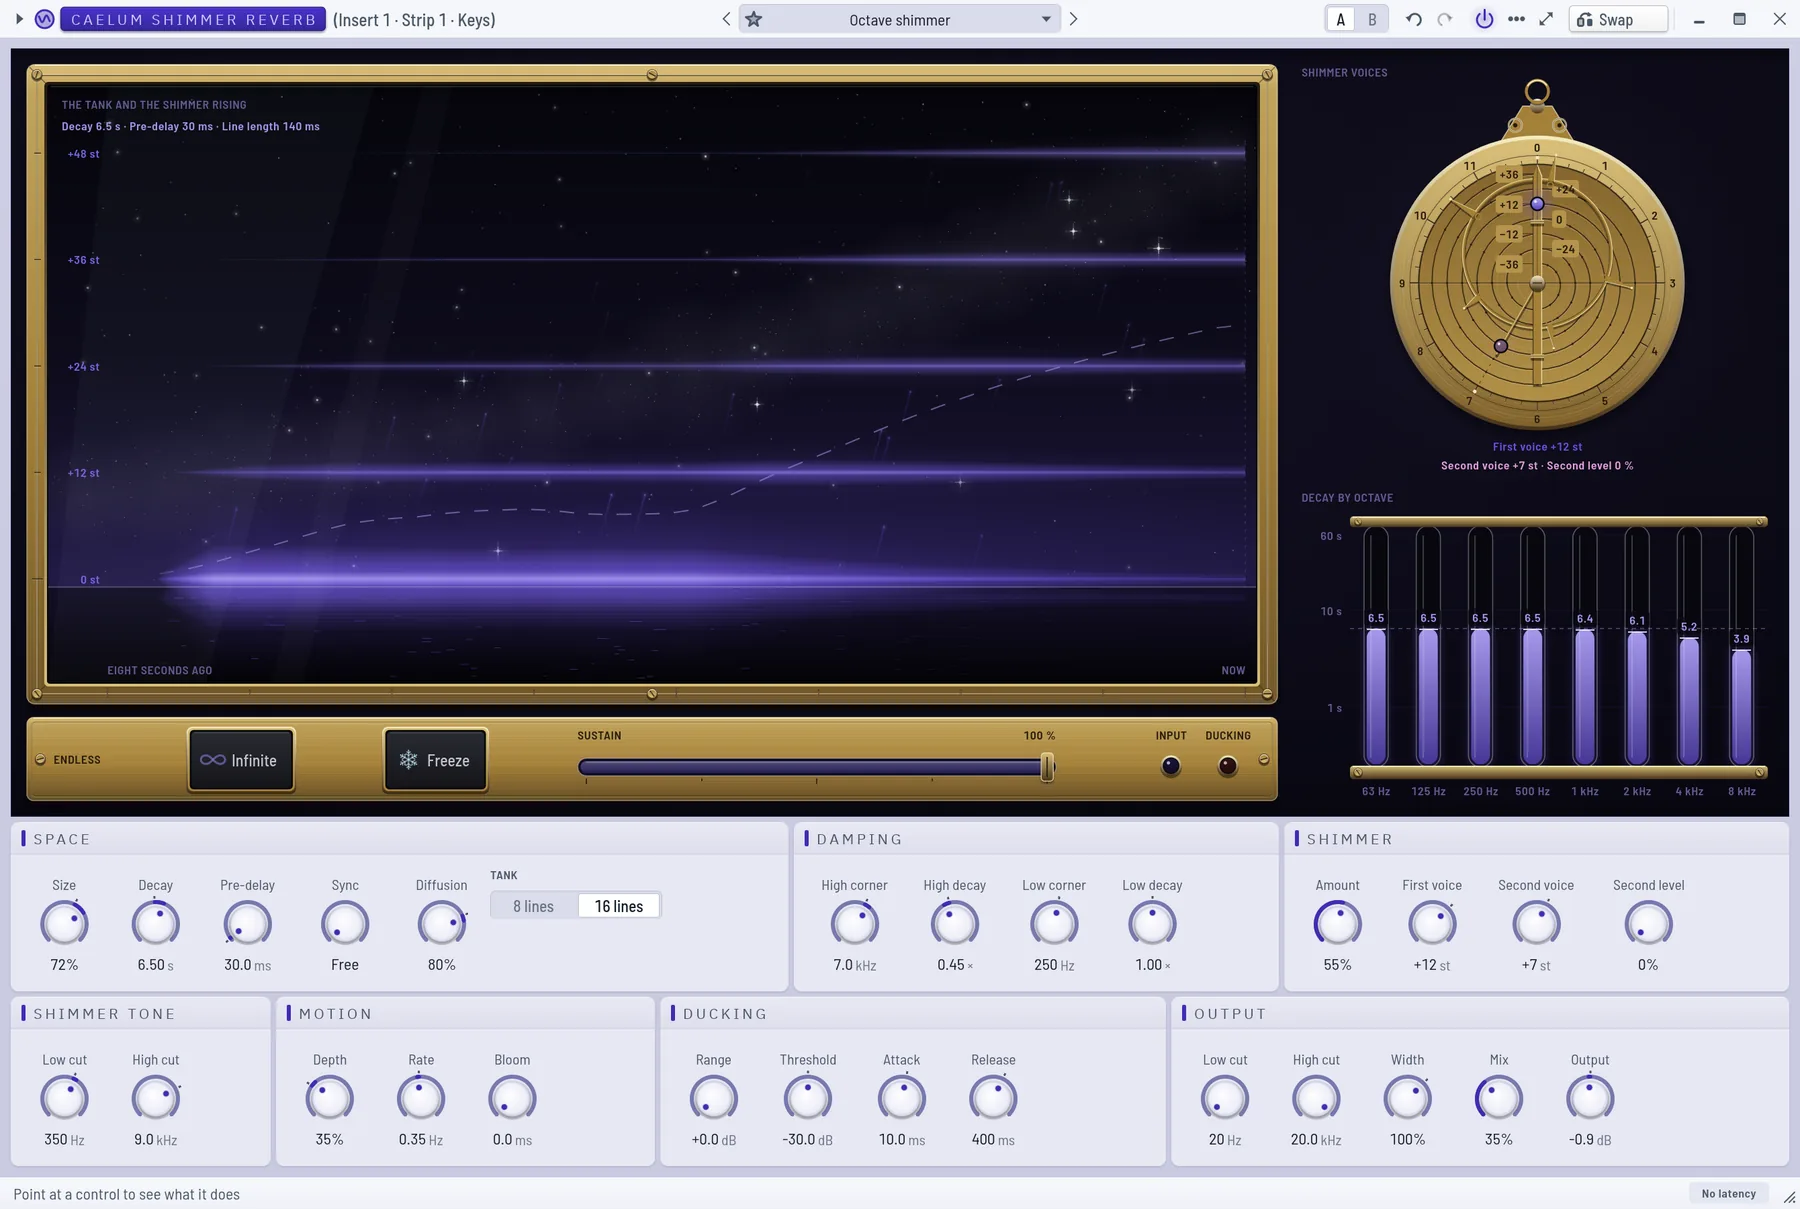 CAELUM SHIMMER REVERB (Insert 1 · Strip 1 · Keys)
Octave shimmer
A B
Swap
THE TANK AND THE SHIMMER RISING
Decay 6.5 s · Pre-delay 30 ms · Line length 140 ms
+48 st
+36 st
+24 st
+12 st
0 st
EIGHT SECONDS AGO NOW
ENDLESS
Infinite
Freeze
SUSTAIN 100 %
INPUT DUCKING
SHIMMER VOICES
0
1
2
3
4
5
6
7
8
9
10
11
+36
+24
+12
0
−12
−24
−36
First voice +12 st
Second voice +7 st · Second level 0 %
DECAY BY OCTAVE
60 s
10 s
1 s
6.5 6.5 6.5 6.5 6.4 6.1 5.2 3.9
63 Hz 125 Hz 250 Hz 500 Hz 1 kHz 2 kHz 4 kHz 8 kHz
SPACE
Size Decay Pre-delay Sync Diffusion
72% 6.50 s 30.0 ms Free 80%
TANK
8 lines 16 lines
DAMPING
High corner High decay Low corner Low decay
7.0 kHz 0.45 × 250 Hz 1.00 ×
SHIMMER
Amount First voice Second voice Second level
55% +12 st +7 st 0%
SHIMMER TONE
Low cut High cut
350 Hz 9.0 kHz
MOTION
Depth Rate Bloom
35% 0.35 Hz 0.0 ms
DUCKING
Range Threshold Attack Release
+0.0 dB -30.0 dB 10.0 ms 400 ms
OUTPUT
Low cut High cut Width Mix Output
20 Hz 20.0 kHz 100% 35% -0.9 dB
Point at a control to see what it does
No latency